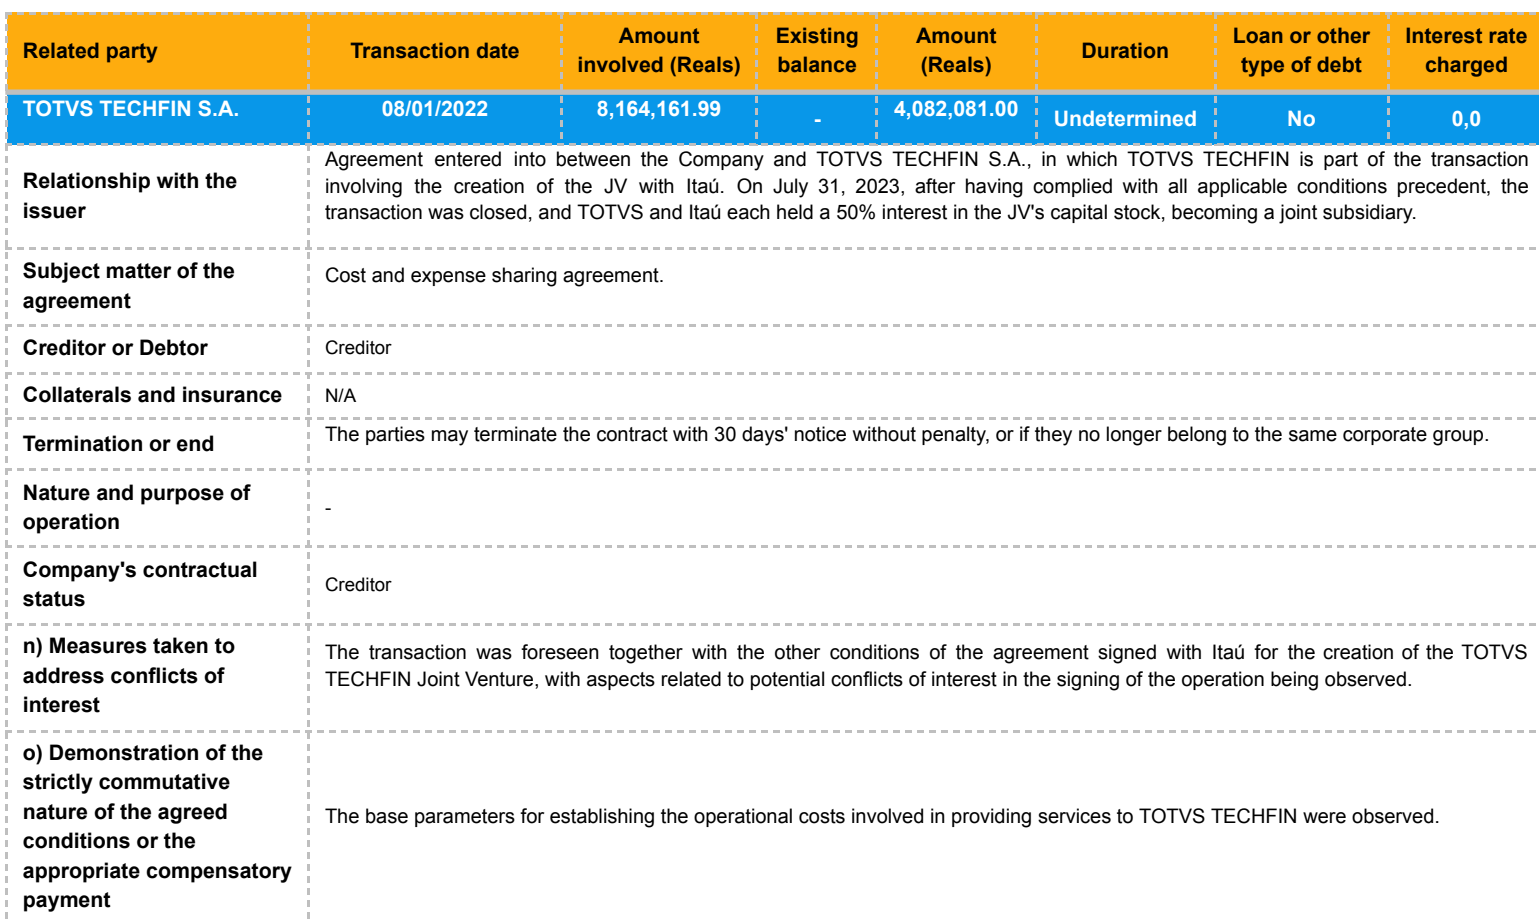 Related party
Transaction date
Amount
involved (Reals)
Existing
balance
Amount
(Reals)
Duration
Loan or other
type of debt
Interest rate
charged
TOTVS TECHFIN S.A.
08/01/2022
8,164,161.99
-
4,082,081.00
Undetermined
No
0,0
Relationship with the
issuer
Agreement entered into between the Company and TOTVS TECHFIN S.A., in which TOTVS TECHFIN is part of the transaction
involving the creation of the JV with Itaú. On July 31, 2023, after having complied with all applicable conditions precedent, the
transaction was closed, and TOTVS and Itaú each held a 50% interest in the JV's capital stock, becoming a joint subsidiary.
Subject matter of the
agreement
Cost and expense sharing agreement.
Creditor or Debtor
Creditor
Collaterals and insurance
N/A
Termination or end
The parties may terminate the contract with 30 days' notice without penalty, or if they no longer belong to the same corporate group.
Nature and purpose of
operation
-
Company's contractual
status
Creditor
n) Measures taken to
address conflicts of
interest
The transaction was foreseen together with the other conditions of the agreement signed with Itaú for the creation of the TOTVS
TECHFIN Joint Venture, with aspects related to potential conflicts of interest in the signing of the operation being observed.
o) Demonstration of the
strictly commutative
nature of the agreed
conditions or the
appropriate compensatory
payment
The base parameters for establishing the operational costs involved in providing services to TOTVS TECHFIN were observed.